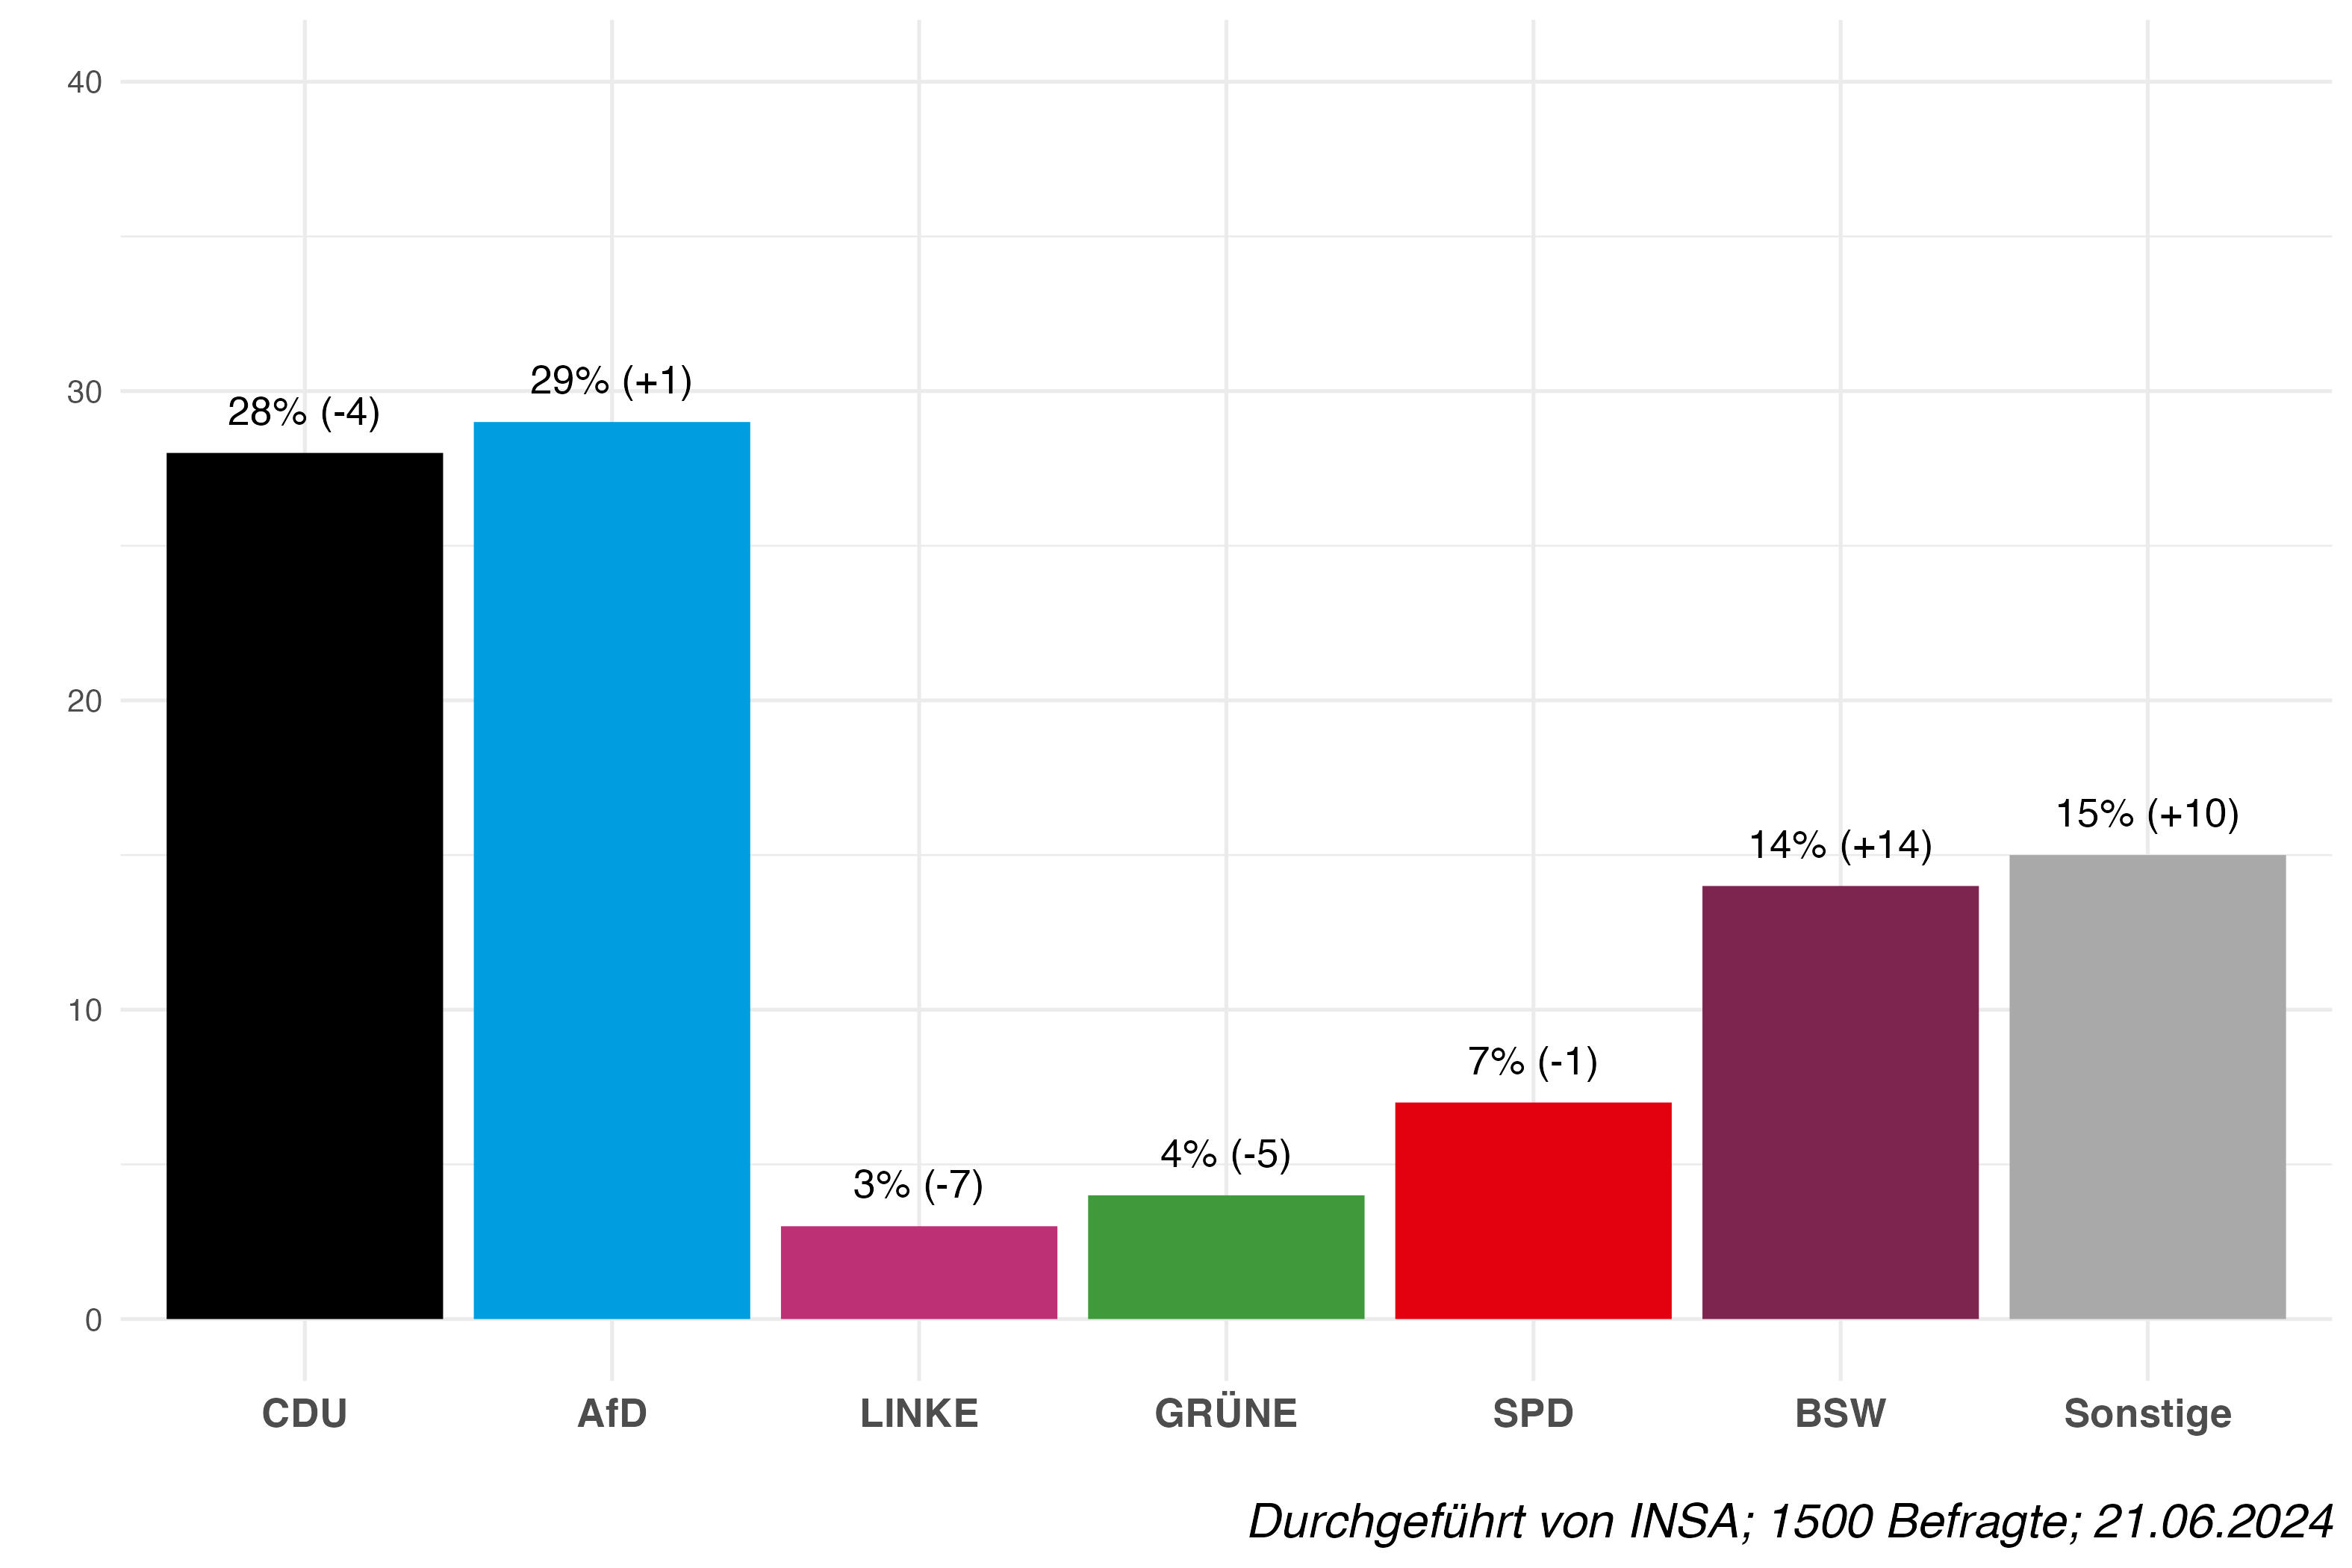 40
30
20
10
0
28% (-4)
29% (+1)
3% (-7)
4% (-5)
7% (-1)
14% (+14)
15% (+10)
CDU
AfD
LINKE
GRÜNE
SPD
BSW
Sonstige
Durchgeführt von INSA; 1500 Befragte; 21.06.2024